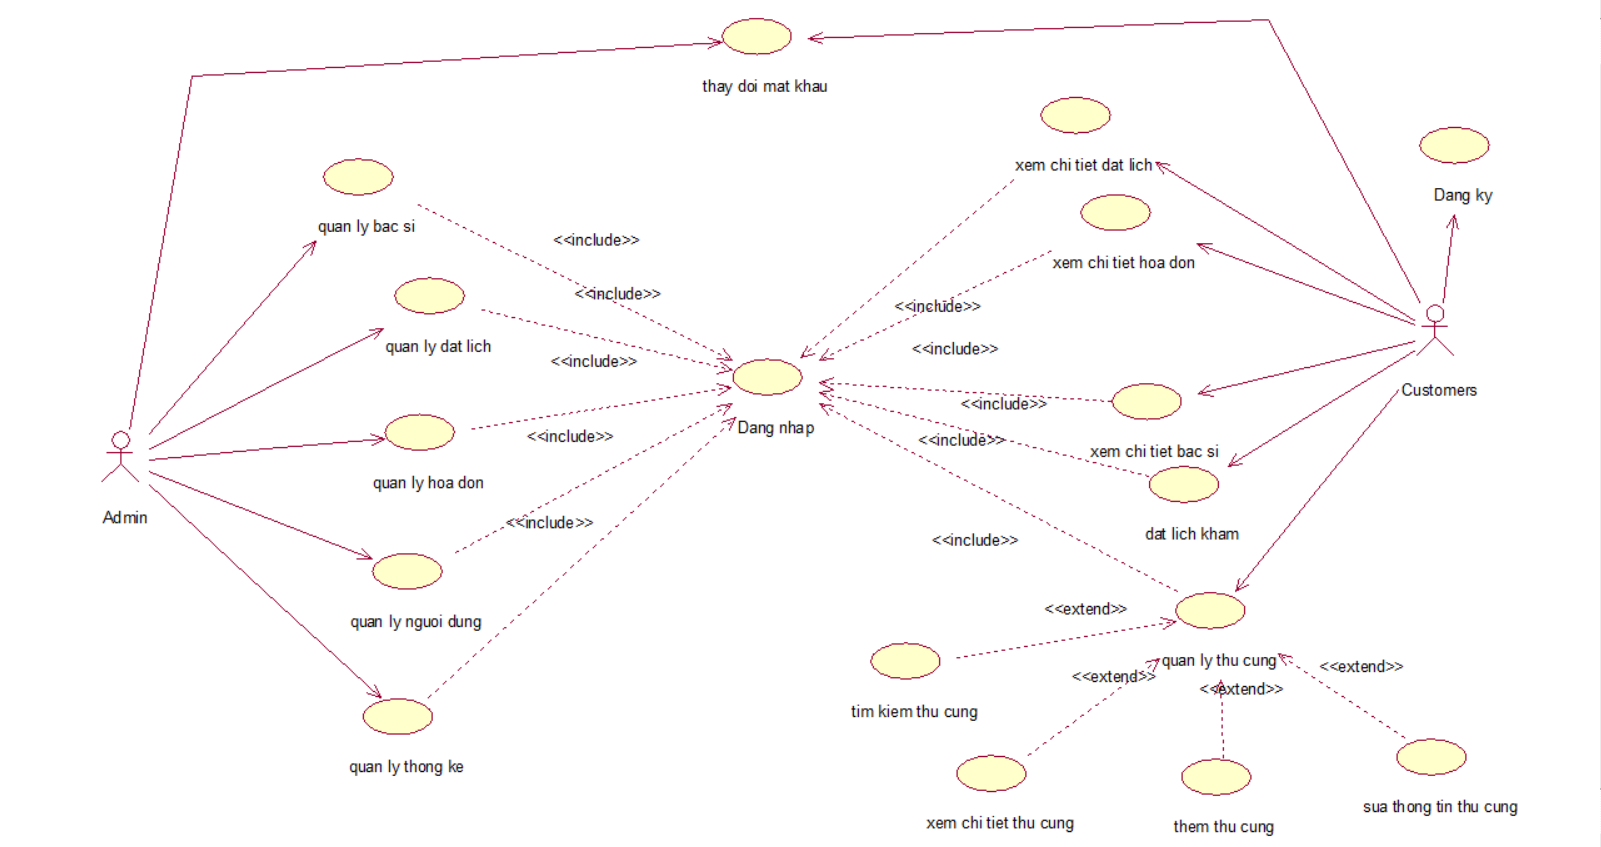 thay doi mat khau
xem chi tiet dat lich
Dang ky
quan ly bac si
<<include>>
xem chi tiet hoa don
<<include>>
<<include>>
quan ly dat lich
<<include>>
<<include>>
Customers
<<include>>
Dang nhap
<<include>>
<<include>>
xem chi tiet bac si
quan ly hoa don
Admin
<<include>>
dat lich kham
<<include>>
<<extend>>
quan ly nguoi dung
quan ly thu cung
<<extend>>
<<extend>>
<<extend>>
tim kiem thu cung
quan ly thong ke
sua thong tin thu cung
xem chi tiet thu cung
them thu cung